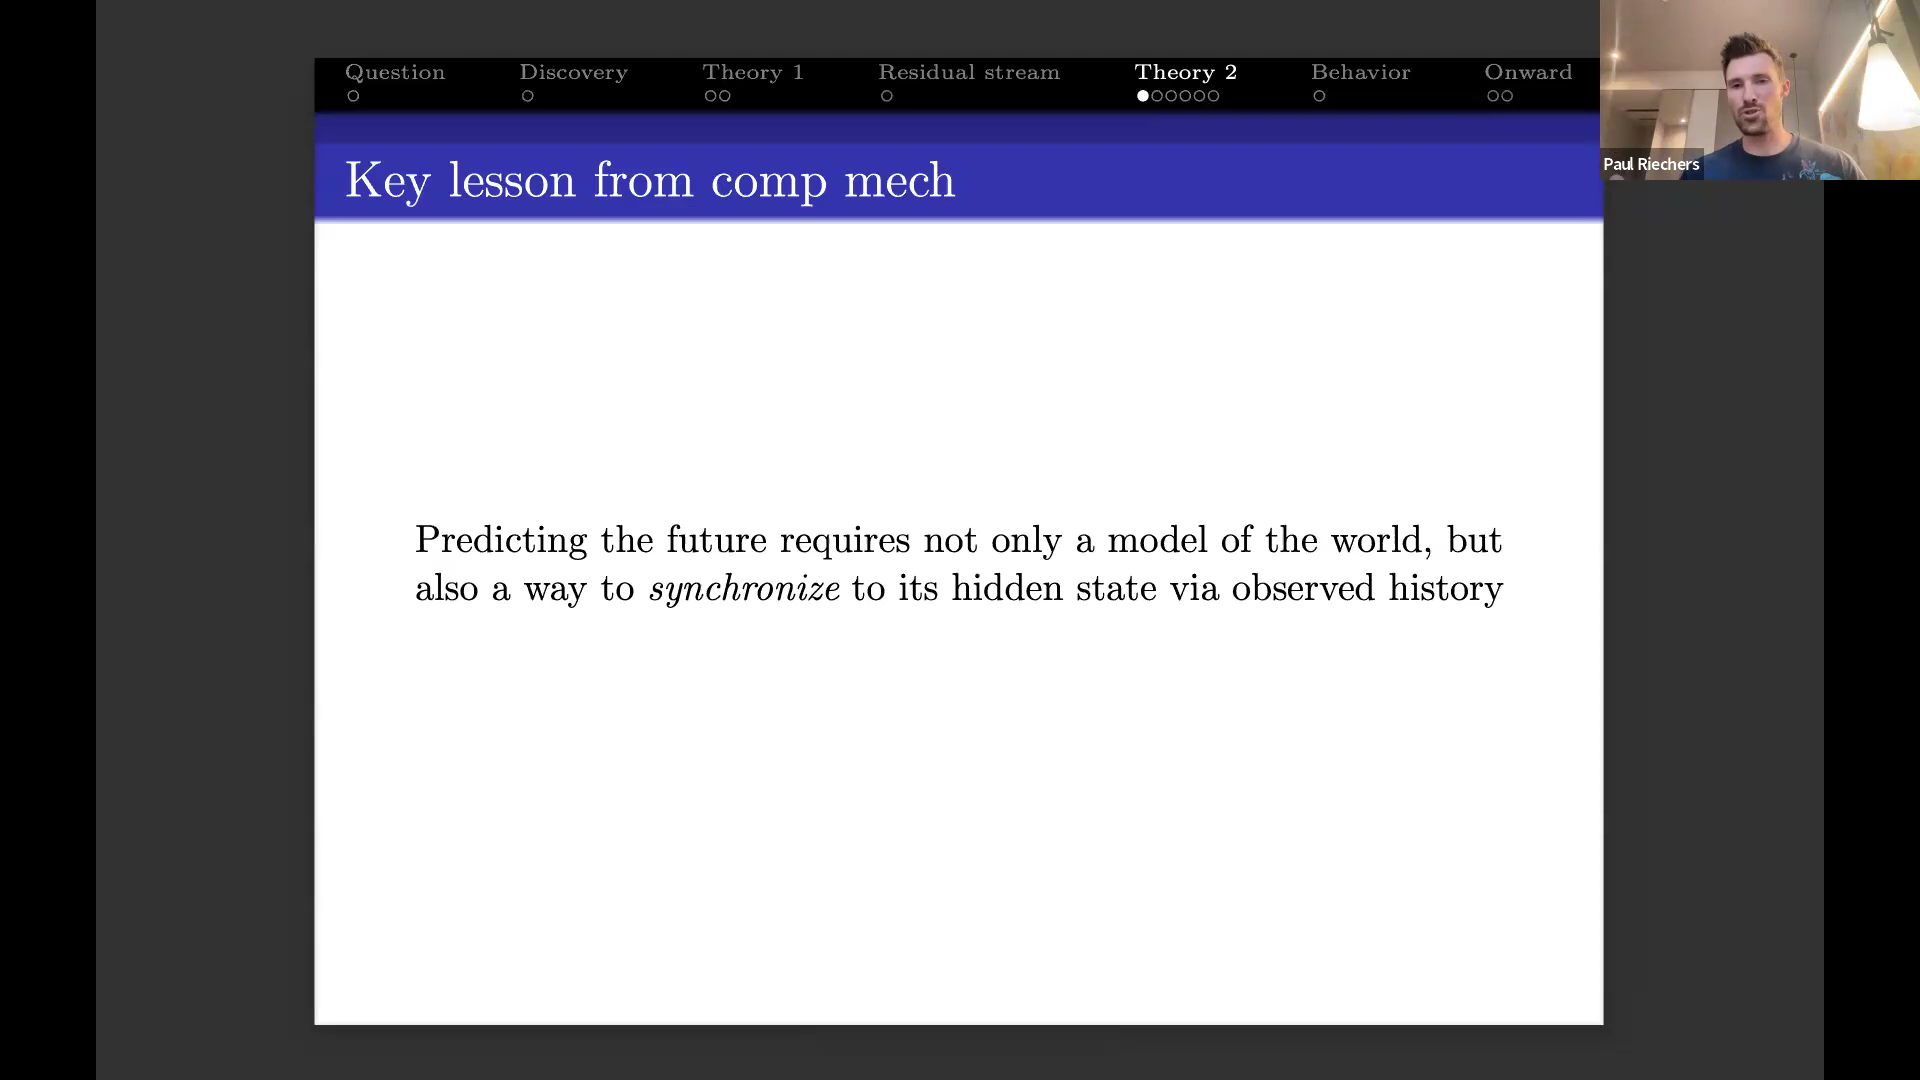 Question Discovery Theory 1 Residual stream Theory 2 Behavior Onward
Paul Riechers
Key lesson from comp mech
Predicting the future requires not only a model of the world, but
also a way to synchronize to its hidden state via observed history